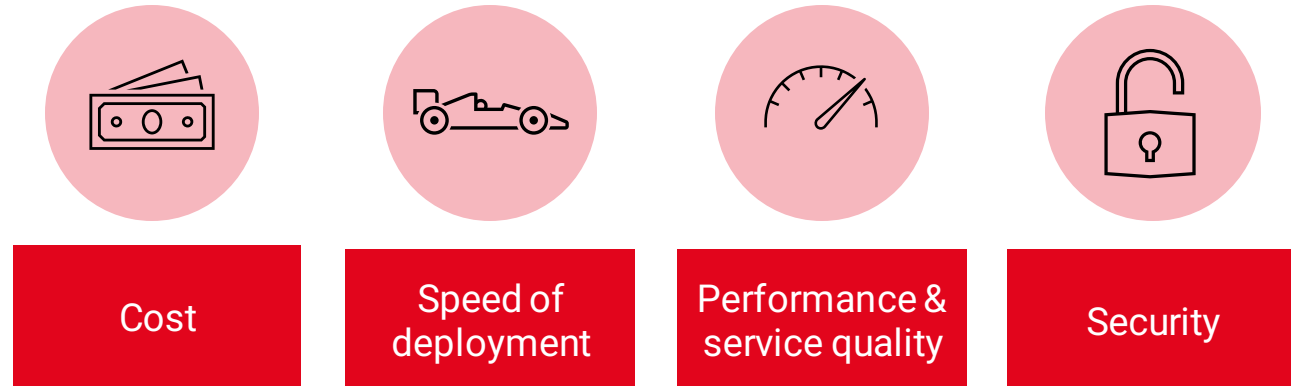 Cost
Speed of
deployment
Performance &
service quality
Security